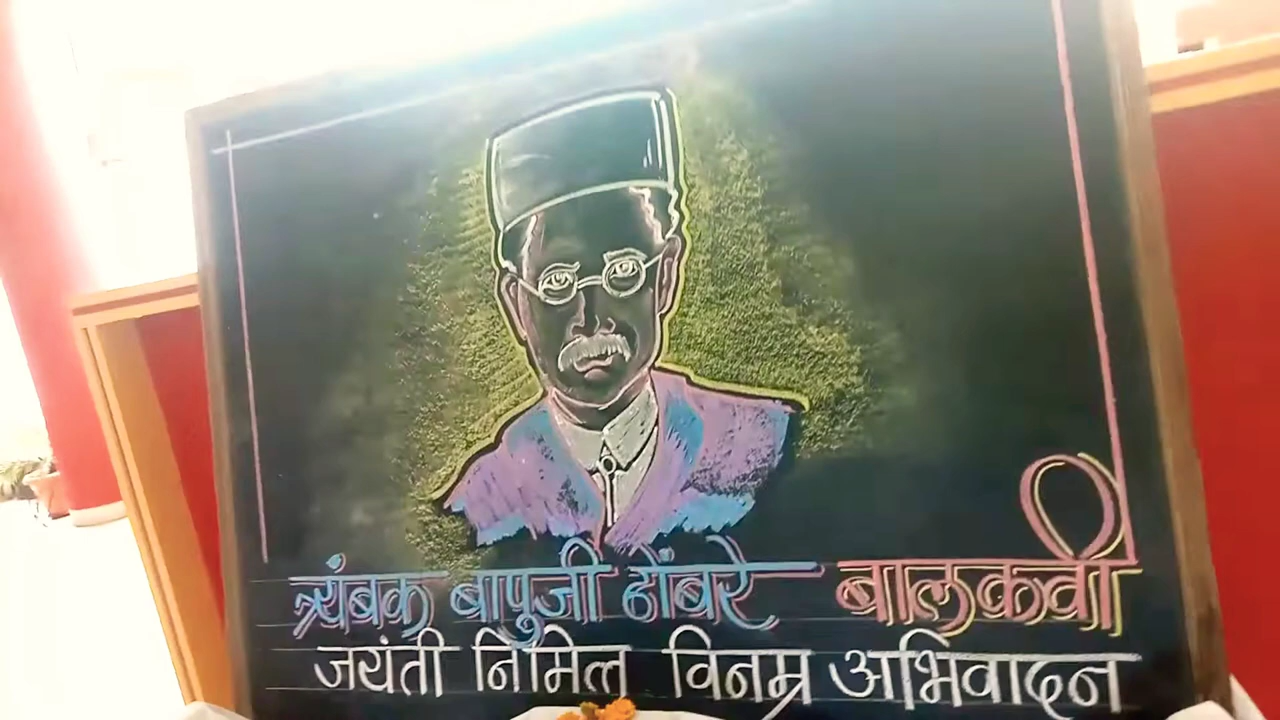 त्र्यंबक बापुजी ठोंबरे बालकवी
जयंती निमित्त विनम्र अभिवादन